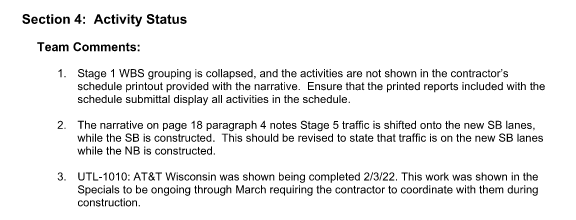 Section 4: Activity Status
Team Comments:
1. Stage 1 WBS grouping is collapsed, and the activities are not shown in the contractor's
schedule printout provided with the narrative. Ensure that the printed reports included with the
schedule submittal display all activities in the schedule.
2. The narrative on page 18 paragraph 4 notes Stage 5 traffic is shifted onto the new SB lanes,
while the SB is constructed. This should be revised to state that traffic is on the new SB lanes
while the NB is constructed.
3. UTL-1010: AT&T Wisconsin was shown being completed 2/3/22. This work was shown in the
Specials to be ongoing through March requiring the contractor to coordinate with them during
construction.